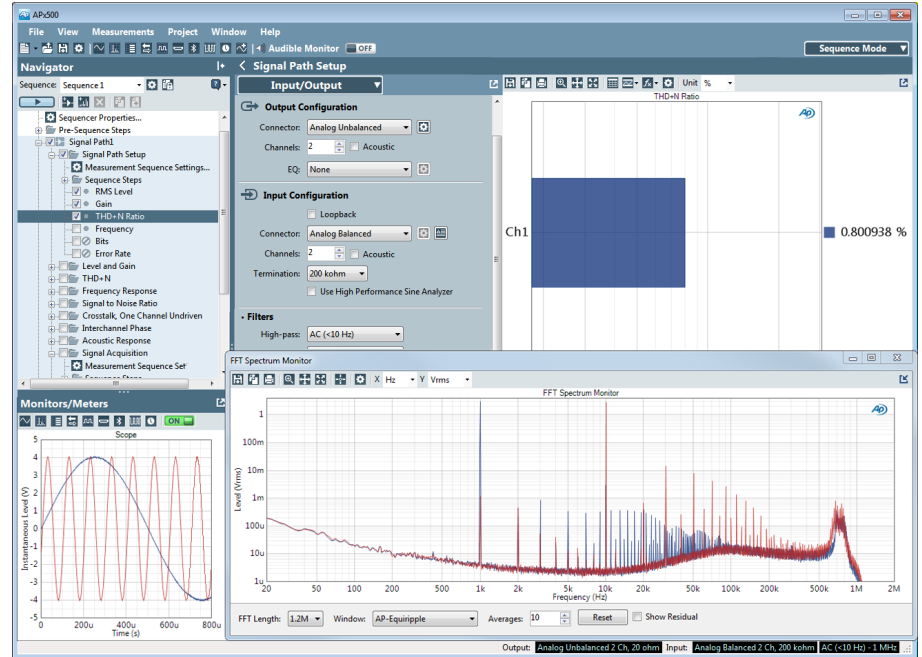 APx500
File View Measurements Project Window Help
Audible Monitor OFF
Sequence Mode
Navigator
Signal Path Setup
Sequence: Sequence 1
Input/Output
Unit %
Sequencer Properties...
Pre-Sequence Steps
Signal Path1
Signal Path Setup
Measurement Sequence Settings...
Sequence Steps
RMS Level
Gain
THD+N Ratio
Frequency
Bits
Error Rate
Level and Gain
THD+N
Frequency Response
Signal to Noise Ratio
Crosstalk, One Channel Undriven
Interchannel Phase
Acoustic Response
Signal Acquisition
Measurement Sequence Set
Output Configuration
Connector: Analog Unbalanced
Channels: 2 Acoustic
EQ: None
Input Configuration
Loopback
Connector: Analog Balanced
Channels: 2 Acoustic
Termination: 200 kohm
Use High Performance Sine Analyzer
Filters
High-pass: AC (<10 Hz)
THD+N Ratio
AP
Ch1
0.800938 %
Monitors/Meters
ON
Scope
Instantaneous Level (V)
5
4
3
2
1
0
-1
-2
-3
-4
-5
0 200u 400u 600u 800u
Time (s)
FFT Spectrum Monitor
X Hz Y Vrms
FFT Spectrum Monitor
AP
Level (Vrms)
1
100m
10m
1m
100u
10u
1u
20 50 100 200 500 1k 2k 5k 10k 20k 50k 100k 200k 500k 1M 2M
Frequency (Hz)
FFT Length: 1.2M Window: AP-Equiripple Averages: 10 Reset Show Residual
Output: Analog Unbalanced 2 Ch, 20 ohm Input: Analog Balanced 2 Ch, 200 kohm AC (<10 Hz) - 1 MHz